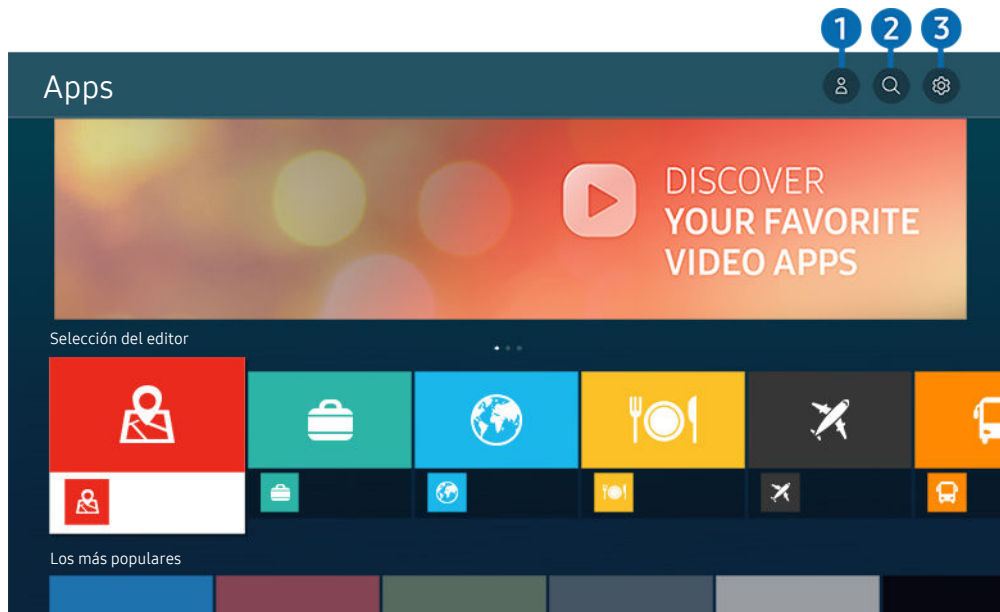 1 2 3
Apps
DISCOVER
YOUR FAVORITE
VIDEO APPS
Selección del editor
Los más populares